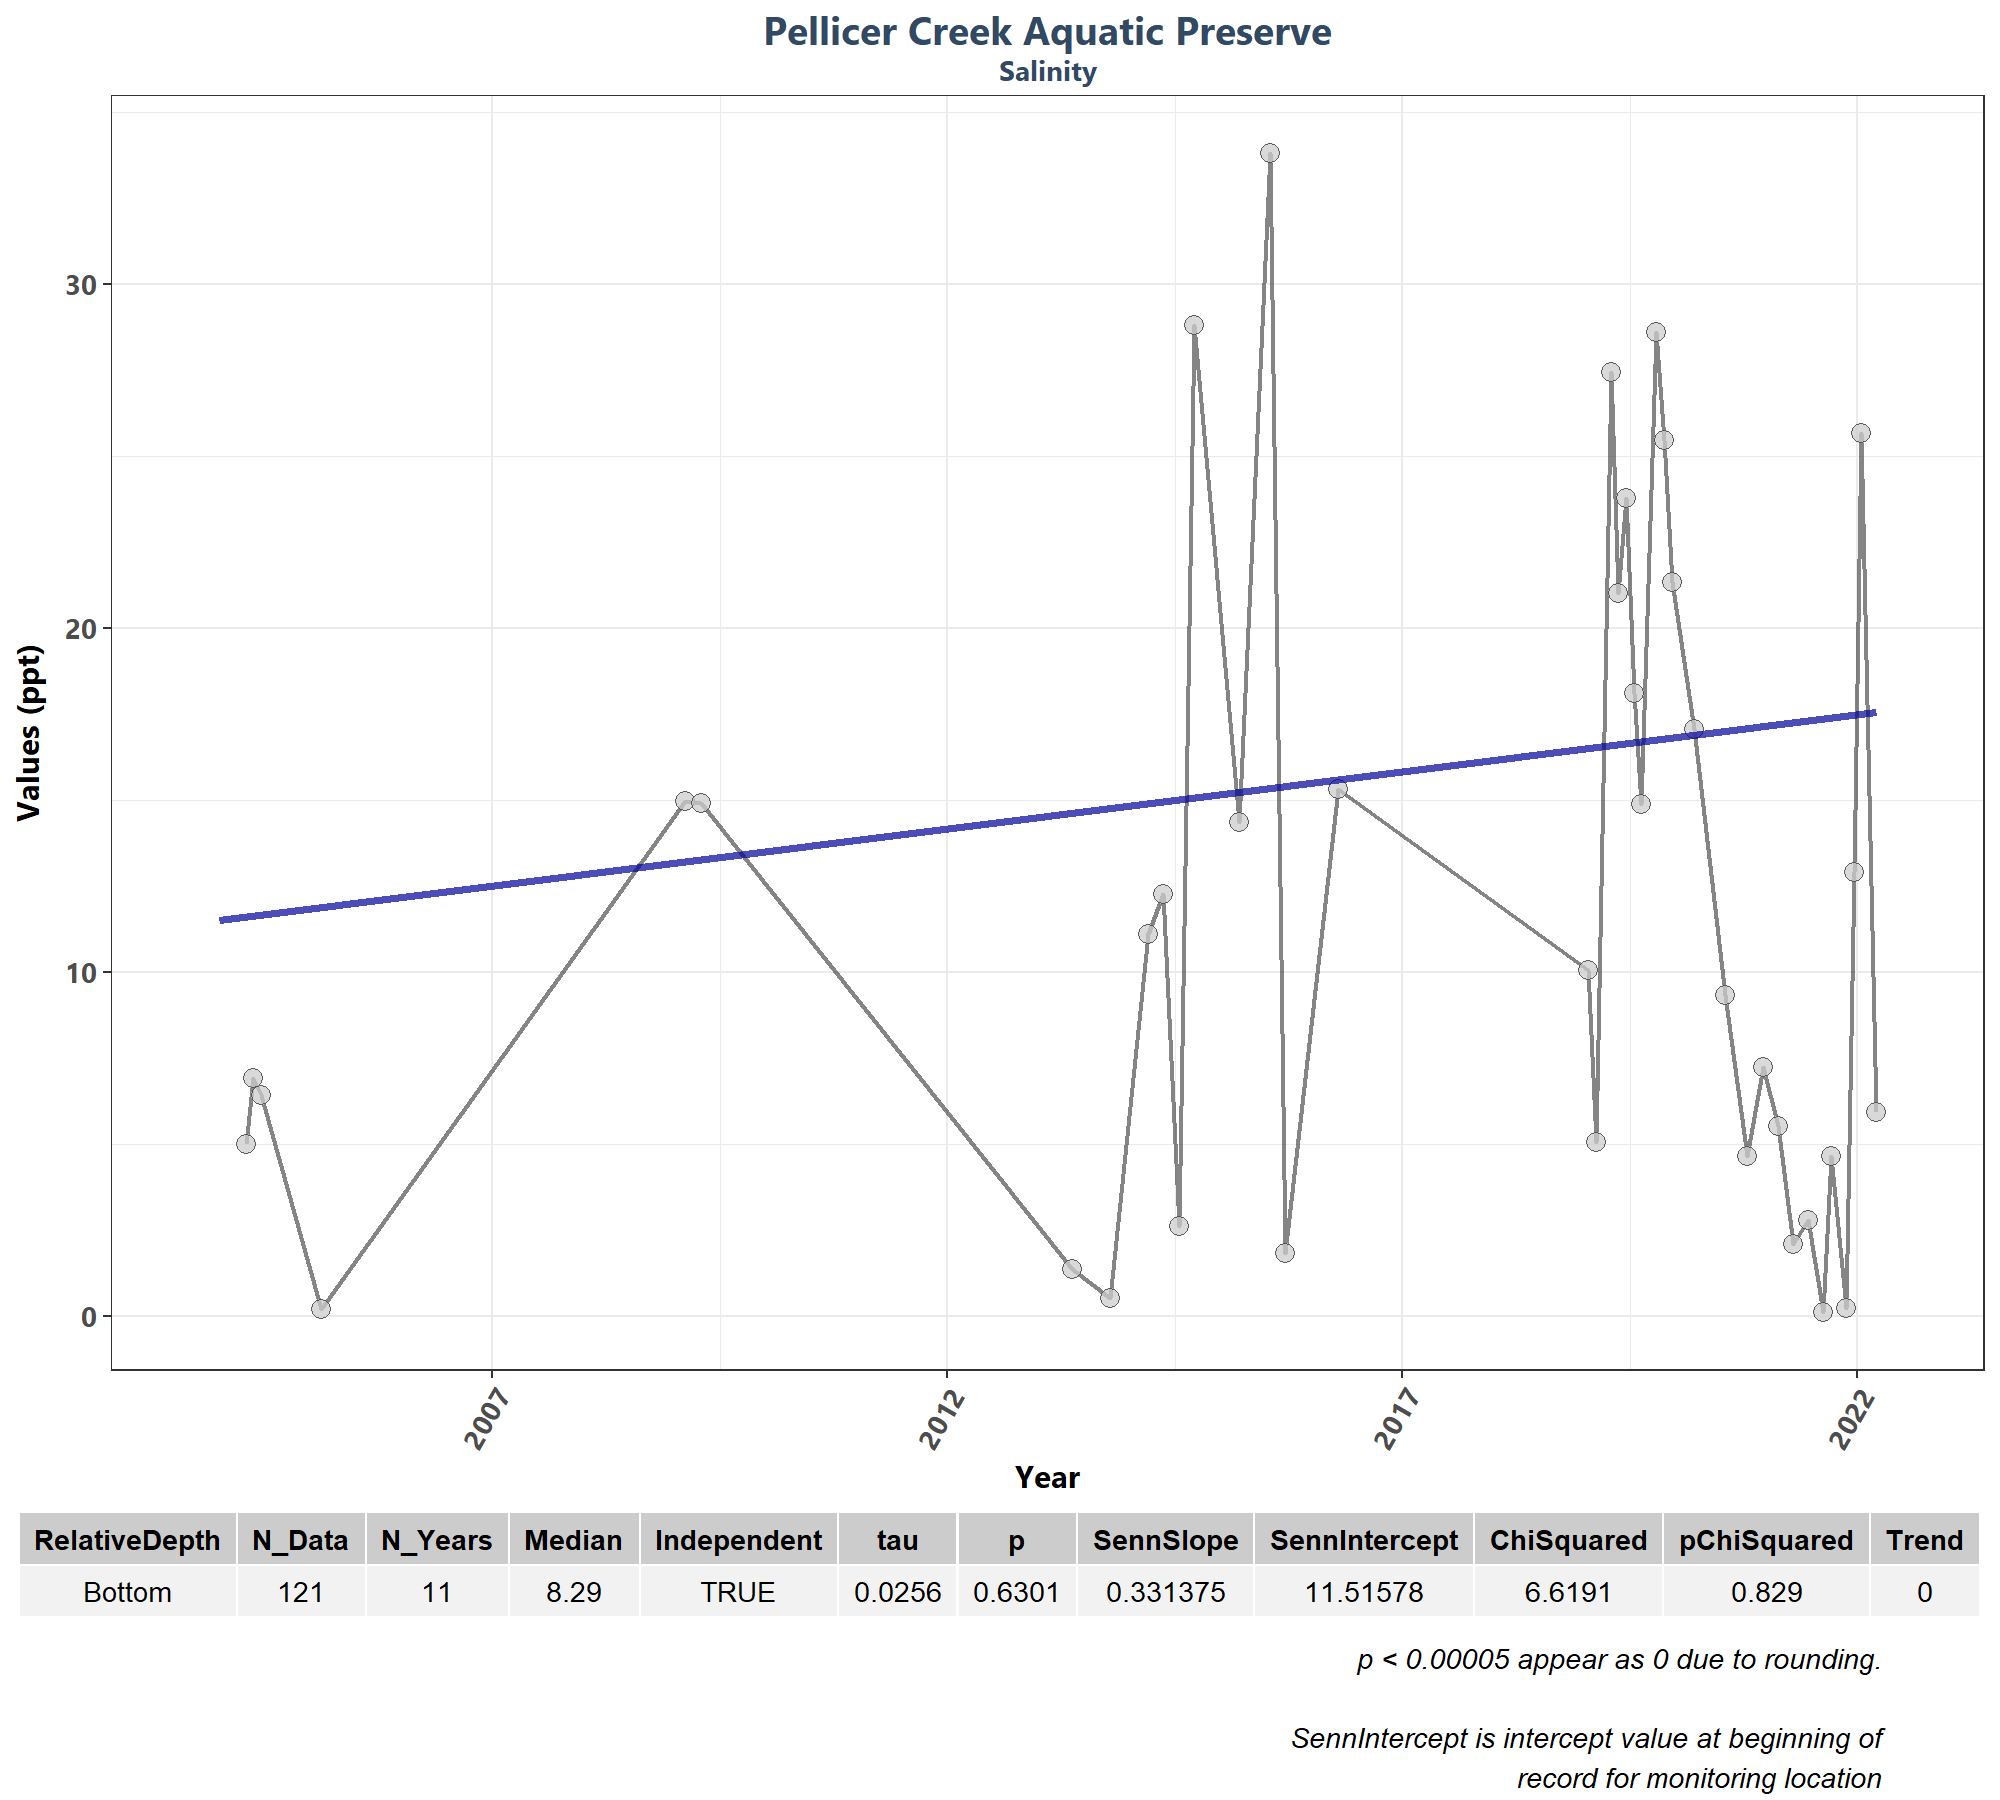 Pellicer Creek Aquatic Preserve
Salinity
Values (ppt)
30
20
10
0
2007 2012 2017 2022
Year
RelativeDepth N_Data N_Years Median Independent tau p SennSlope SennIntercept ChiSquared pChiSquared Trend
Bottom 121 11 8.29 TRUE 0.0256 0.6301 0.331375 11.51578 6.6191 0.829 0
p < 0.00005 appear as 0 due to rounding.
SennIntercept is intercept value at beginning of
record for monitoring location